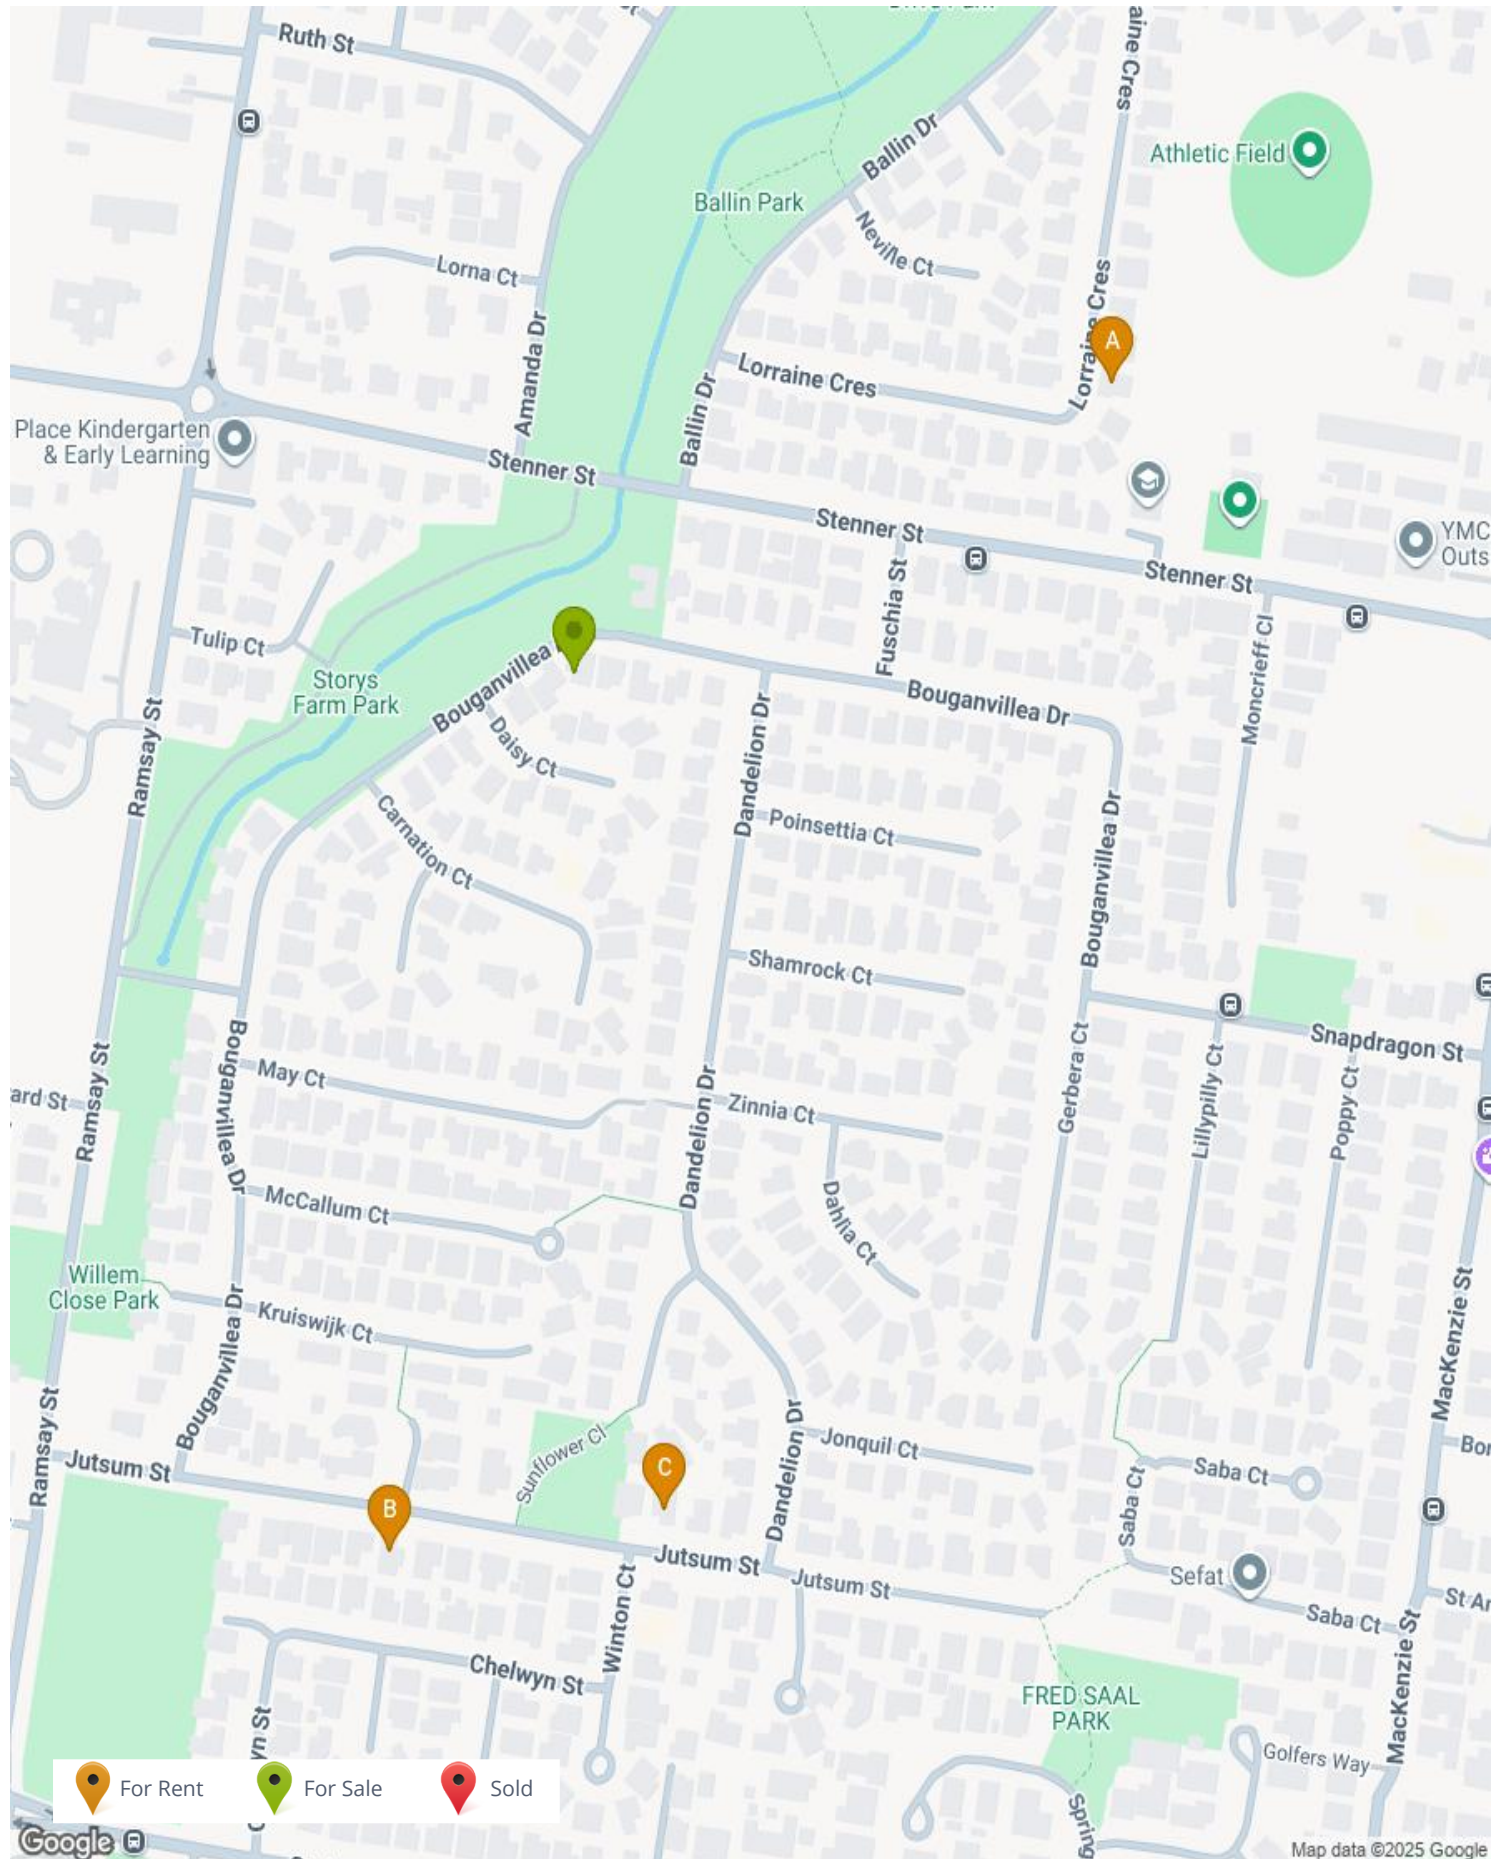 Ruth St
aine Cres
Ballin Dr
Athletic Field
Ballin Park
Neville Ct
Lorna Ct
Lorraine Cres
Amanda Dr
A
Lorraine Cres
Ballin Dr
Place Kindergarten
& Early Learning
Stenner St
Stenner St
YMC
Outs
Stenner St
Fuschia St
Tulip Ct
Moncrieff Cl
Storys
Farm Park
Bouganvillea
Bouganvillea Dr
Ramsay St
Daisy Ct
Dandelion Dr
Carnation Ct
Poinsettia Ct
Bouganvillea Dr
Shamrock Ct
Bouganvillea Dr
Snapdragon St
Ramsay St
May Ct
Gerbera Ct
Lillypilly Ct
Poppy Ct
ard St
Zinnia Ct
Dandelion Dr
McCallum Ct
Dahlia Ct
Willem
Close Park
Kruiswijk Ct
Bouganvillea Dr
MacKenzie St
Ramsay St
Jutsum St
Sunflower Cl
Dandelion Dr
Jonquil Ct
Bor
C
Saba Ct
Saba Ct
B
Jutsum St
Jutsum St
Sefat
St Ar
Saba Ct
Winton Ct
Chelwyn St
MacKenzie St
FRED SAAL
PARK
yn St
Golfers Way
For Rent
For Sale
Sold
Spring
Google
Map data ©2025 Google